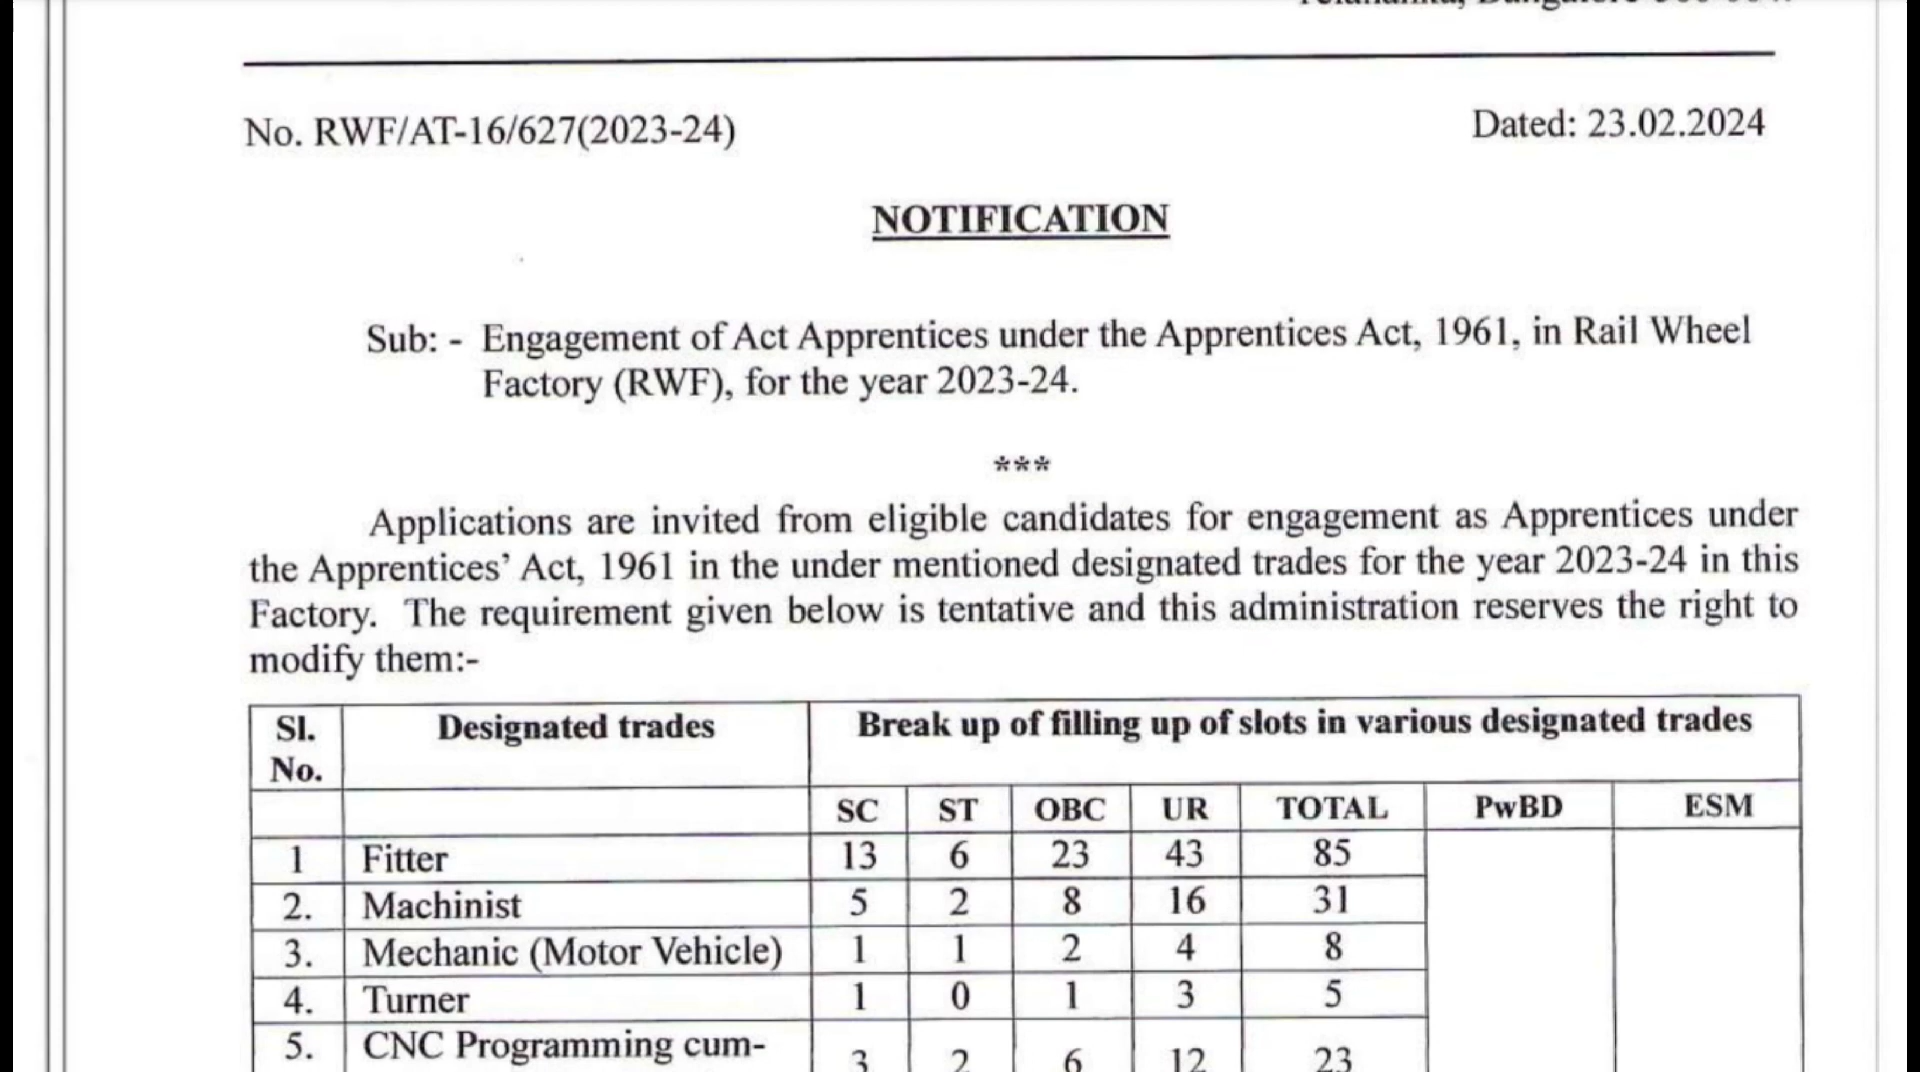 No. RWF/AT-16/627(2023-24) Dated: 23.02.2024
NOTIFICATION
Sub: - Engagement of Act Apprentices under the Apprentices Act, 1961, in Rail Wheel
Factory (RWF), for the year 2023-24.
***
Applications are invited from eligible candidates for engagement as Apprentices under
the Apprentices’ Act, 1961 in the under mentioned designated trades for the year 2023-24 in this
Factory. The requirement given below is tentative and this administration reserves the right to
modify them:-
Sl. Designated trades Break up of filling up of slots in various designated trades
No.
SC ST OBC UR TOTAL PwBD ESM
1 Fitter 13 6 23 43 85
2. Machinist 5 2 8 16 31
3. Mechanic (Motor Vehicle) 1 1 2 4 8
4. Turner 1 0 1 3 5
5. CNC Programming cum- 3 2 6 12 23